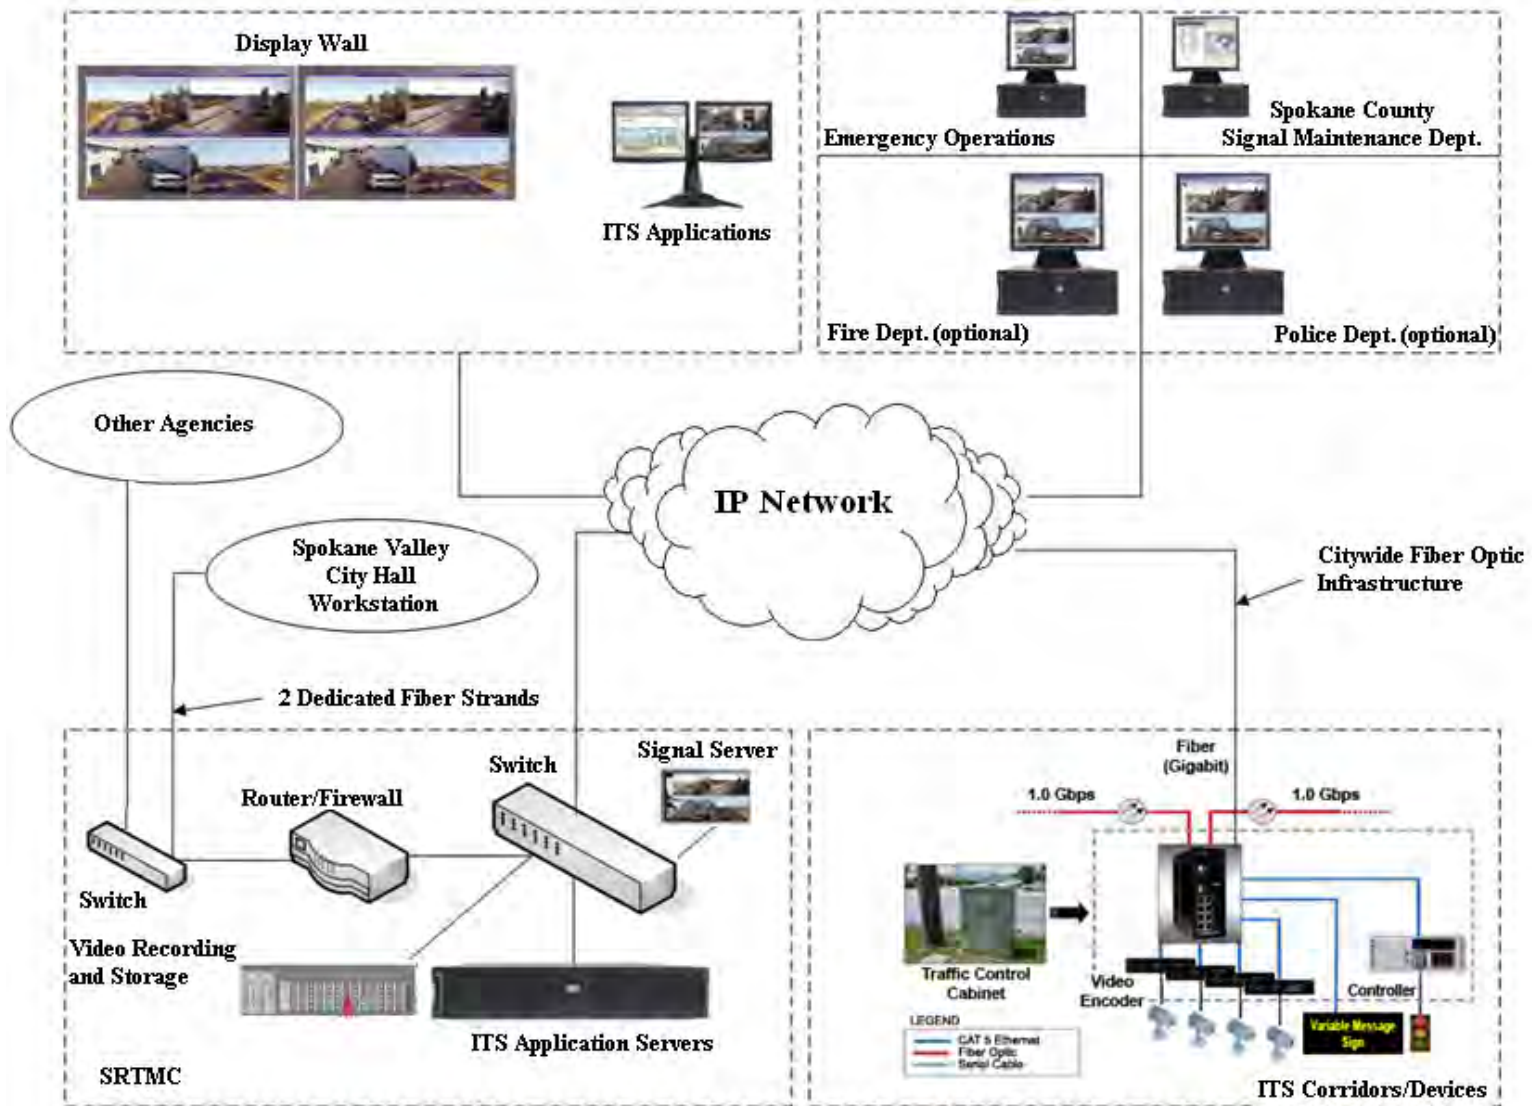 Display Wall
ITS Applications
Emergency Operations
Spokane County
Signal Maintenance Dept.
Fire Dept. (optional)
Police Dept. (optional)
Other Agencies
IP Network
Spokane Valley
City Hall
Workstation
Citywide Fiber Optic
Infrastructure
2 Dedicated Fiber Strands
Switch
Signal Server
Router/Firewall
Switch
Video Recording
and Storage
ITS Application Servers
SRTMC
Fiber
(Gigabit)
1.0 Gbps
1.0 Gbps
Traffic Control
Cabinet
Video
Encoder
Controller
LEGEND
CAT 5 Ethernet
Fiber Optic
Serial Cable
Variable Message
Sign
ITS Corridors/Devices